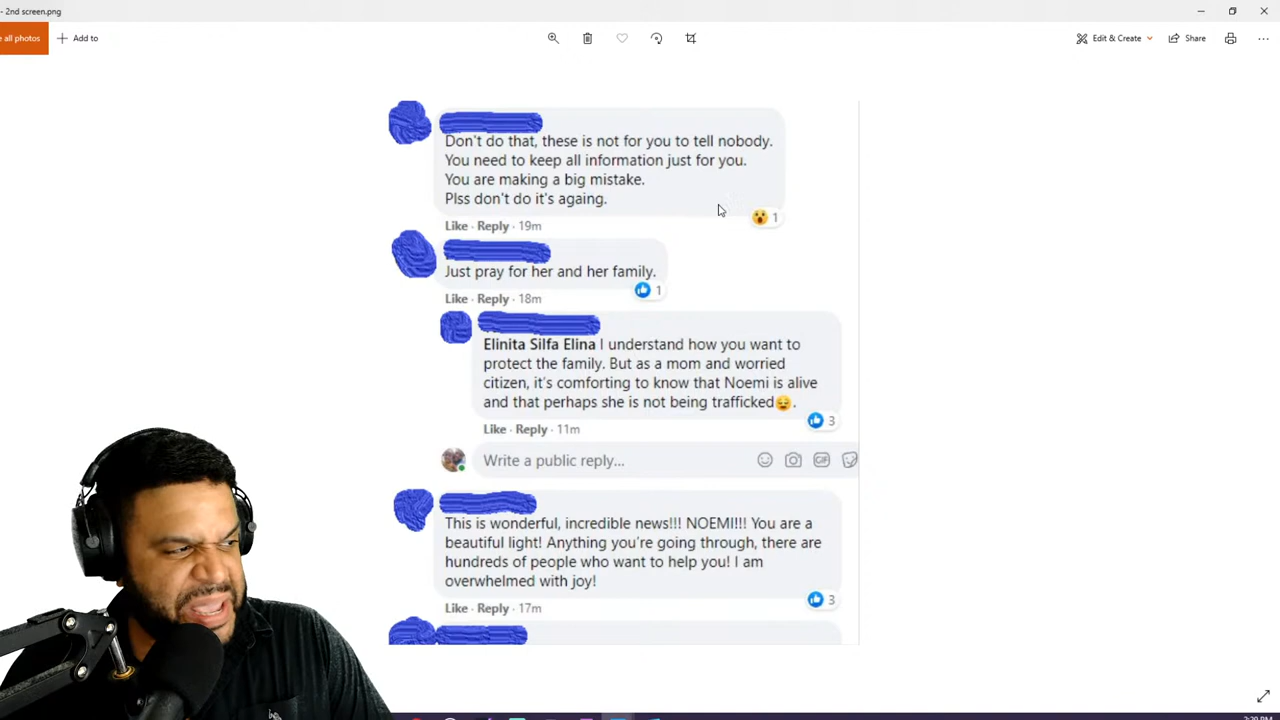 - 2nd screen.png
e all photos
Add to
Edit & Create
Share
Don't do that, these is not for you to tell nobody.
You need to keep all information just for you.
You are making a big mistake.
Plss don't do it's againg.
1
Like · Reply · 19m
Just pray for her and her family.
1
Like · Reply · 18m
Elinita Silfa Elina I understand how you want to
protect the family. But as a mom and worried
citizen, it's comforting to know that Noemi is alive
and that perhaps she is not being trafficked😔.
3
Like · Reply · 11m
Write a public reply...
GIF
This is wonderful, incredible news!!! NOEMI!!! You are a
beautiful light! Anything you're going through, there are
hundreds of people who want to help you! I am
overwhelmed with joy!
3
Like · Reply · 17m